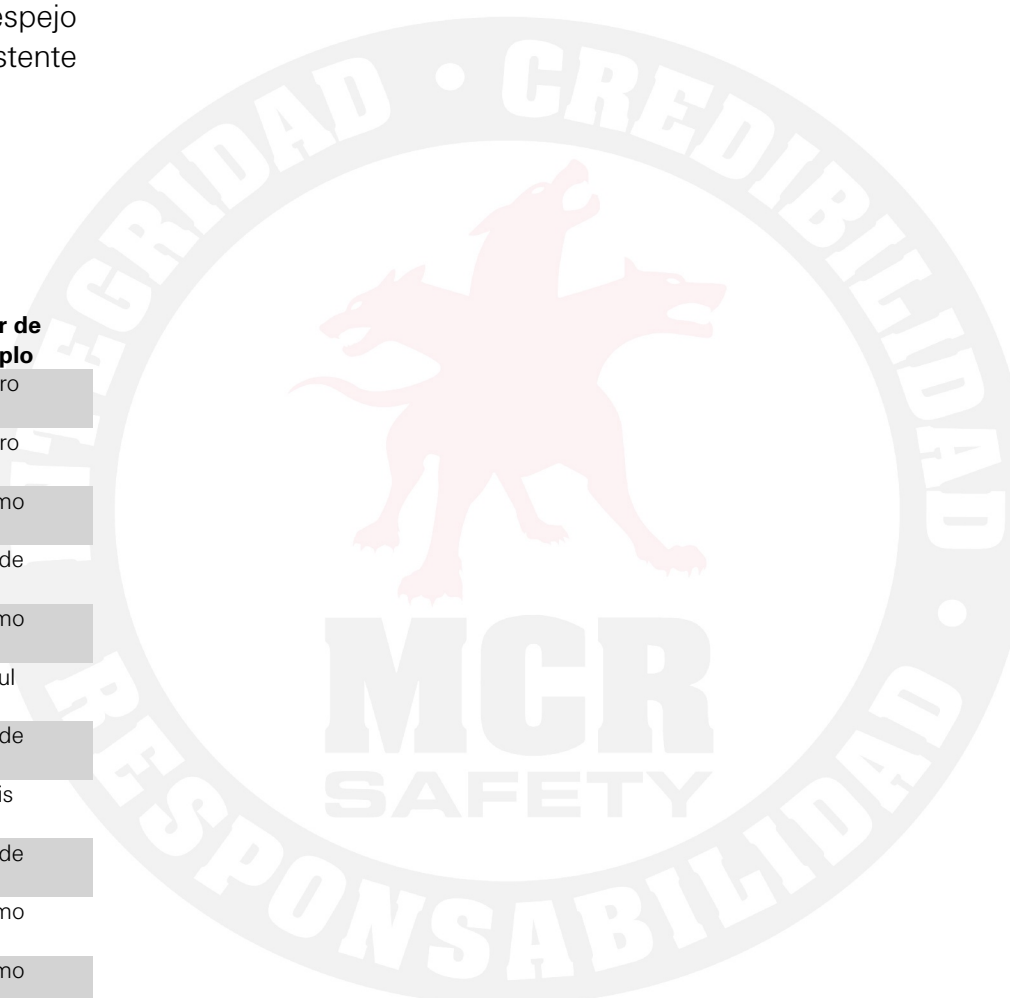 espejo
stente
r de
plo
ro
ro
mo
de
mo
ul
de
is
de
mo
mo
INTEGRIDAD • CREDIBILIDAD •
RESPONSABILIDAD
MCR
SAFETY